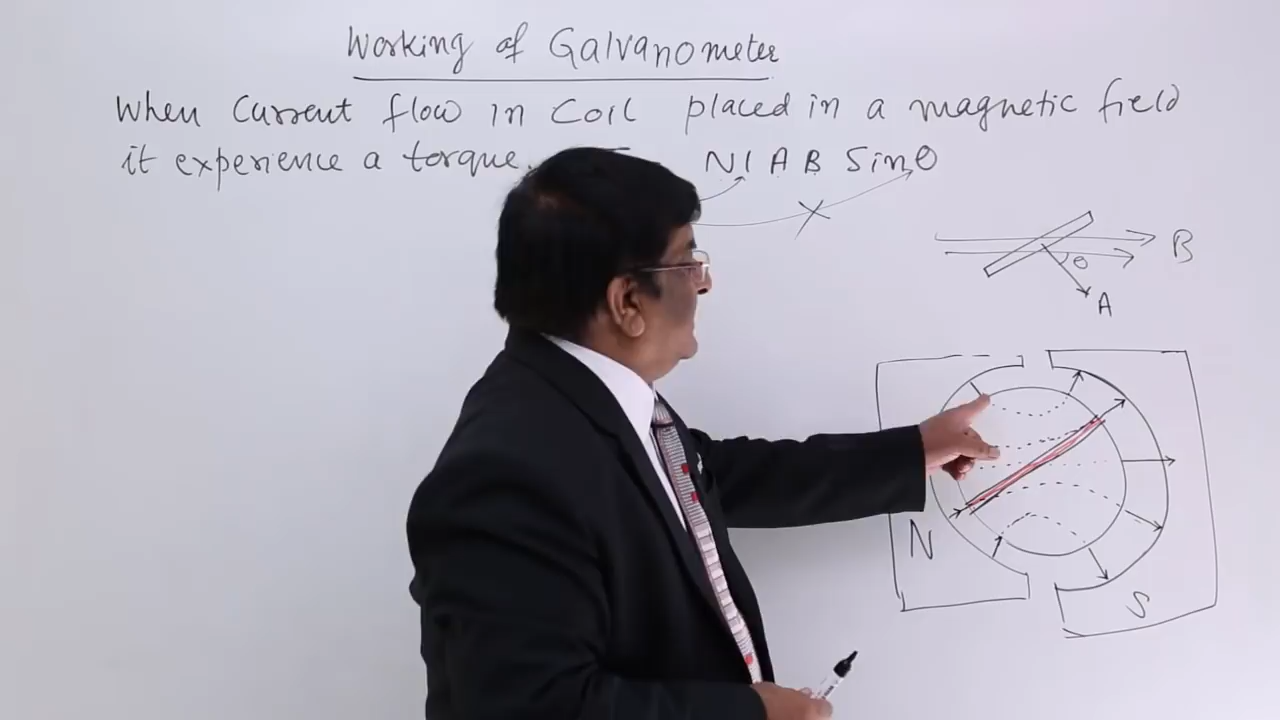 Working of Galvanometer
When Current flow in Coil placed in a magnetic field
it experience a torque. NIAB Sinθ
B
θ
A
N
S